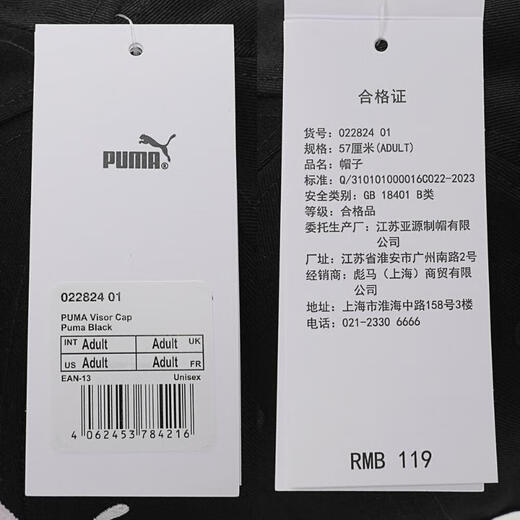 PUMA
022824 01
PUMA Visor Cap
Puma Black
INT Adult Adult UK
US Adult Adult FR
EAN-13 Unisex
4 062453 784216
合格证
货号: 022824 01
规格: 57厘米(ADULT)
品名: 帽子
标准: Q/310101000016C022-2023
安全类别: GB 18401 B类
等级: 合格品
委托生产厂: 江苏亚源制帽有限
公司
厂址: 江苏省淮安市广州南路2号
经销商: 彪马(上海)商贸有限
公司
地址: 上海市淮海中路158号3楼
电话: 021-2330 6666
RMB 119